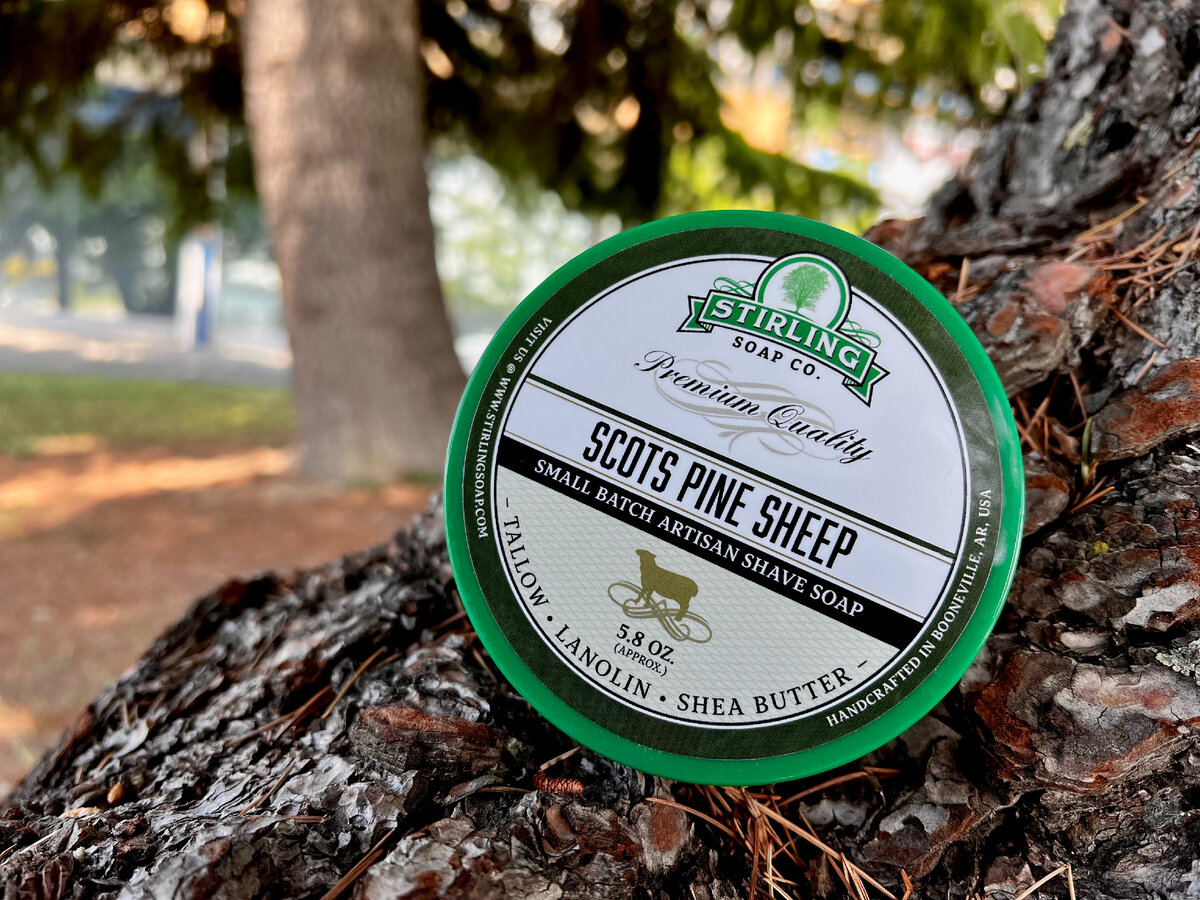 STIRLING
SOAP CO.
Premium Quality
SCOTS PINE SHEEP
SMALL BATCH ARTISAN SHAVE SOAP
5.8 OZ.
(APPROX.)
- TALLOW • LANOLIN • SHEA BUTTER -
VISIT US @ WWW.STIRLINGSOAP.COM
HANDCRAFTED IN BOONEVILLE, AR, USA